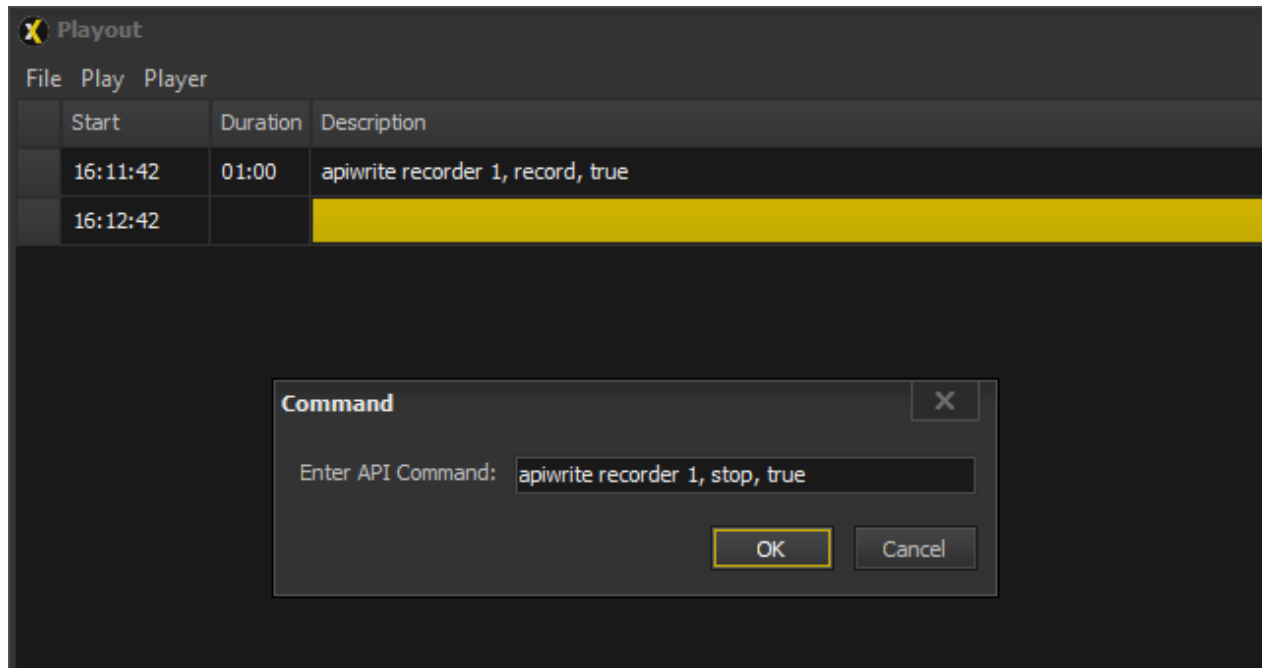 Playout
File Play Player
Start Duration Description
16:11:42 01:00 apiwrite recorder 1, record, true
16:12:42
Command
Enter API Command: apiwrite recorder 1, stop, true
OK Cancel